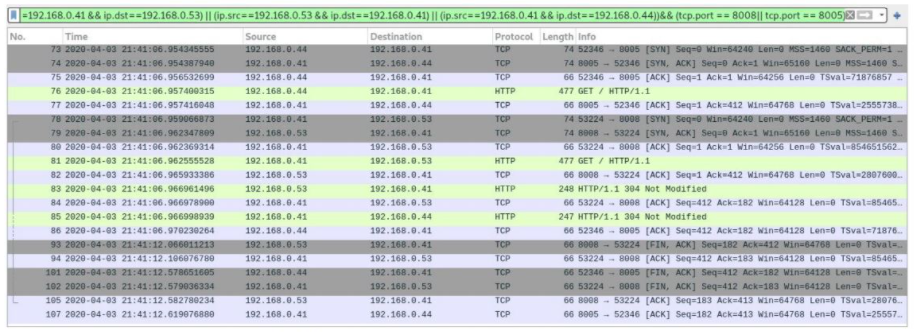 =192.168.0.41 && ip.dst==192.168.0.53) || (ip.src==192.168.0.53 && ip.dst==192.168.0.41) || (ip.src==192.168.0.41 && ip.dst==192.168.0.44))&& (tcp.port == 8008|| tcp.port == 8005)
No. Time Source Destination Protocol Length Info
73 2020-04-03 21:41:06.954345555 192.168.0.44 192.168.0.41 TCP 74 52346 → 8005 [SYN] Seq=0 Win=64240 Len=0 MSS=1460 SACK_PERM=1 …
74 2020-04-03 21:41:06.954387940 192.168.0.41 192.168.0.44 TCP 74 8005 → 52346 [SYN, ACK] Seq=0 Ack=1 Win=65160 Len=0 MSS=1460 S…
75 2020-04-03 21:41:06.956532699 192.168.0.44 192.168.0.41 TCP 66 52346 → 8005 [ACK] Seq=1 Ack=1 Win=64256 Len=0 TSval=71876857 …
76 2020-04-03 21:41:06.957400315 192.168.0.44 192.168.0.41 HTTP 477 GET / HTTP/1.1
77 2020-04-03 21:41:06.957416048 192.168.0.41 192.168.0.44 TCP 66 8005 → 52346 [ACK] Seq=1 Ack=412 Win=64768 Len=0 TSval=2555738…
78 2020-04-03 21:41:06.959066873 192.168.0.41 192.168.0.53 TCP 74 53224 → 8008 [SYN] Seq=0 Win=64240 Len=0 MSS=1460 SACK_PERM=1 …
79 2020-04-03 21:41:06.962347809 192.168.0.53 192.168.0.41 TCP 74 8008 → 53224 [SYN, ACK] Seq=0 Ack=1 Win=65160 Len=0 MSS=1460 S…
80 2020-04-03 21:41:06.962369314 192.168.0.41 192.168.0.53 TCP 66 53224 → 8008 [ACK] Seq=1 Ack=1 Win=64256 Len=0 TSval=854651562…
81 2020-04-03 21:41:06.962555528 192.168.0.41 192.168.0.53 HTTP 477 GET / HTTP/1.1
82 2020-04-03 21:41:06.965933386 192.168.0.53 192.168.0.41 TCP 66 8008 → 53224 [ACK] Seq=1 Ack=412 Win=64768 Len=0 TSval=2807600…
83 2020-04-03 21:41:06.966961496 192.168.0.53 192.168.0.41 HTTP 248 HTTP/1.1 304 Not Modified
84 2020-04-03 21:41:06.966978900 192.168.0.41 192.168.0.53 TCP 66 53224 → 8008 [ACK] Seq=412 Ack=182 Win=64128 Len=0 TSval=85465…
85 2020-04-03 21:41:06.966998939 192.168.0.41 192.168.0.44 HTTP 247 HTTP/1.1 304 Not Modified
86 2020-04-03 21:41:06.970230264 192.168.0.44 192.168.0.41 TCP 66 52346 → 8005 [ACK] Seq=412 Ack=182 Win=64128 Len=0 TSval=71876…
93 2020-04-03 21:41:12.066011213 192.168.0.53 192.168.0.41 TCP 66 8008 → 53224 [FIN, ACK] Seq=182 Ack=412 Win=64768 Len=0 TSval=…
94 2020-04-03 21:41:12.106076780 192.168.0.41 192.168.0.53 TCP 66 53224 → 8008 [ACK] Seq=412 Ack=183 Win=64128 Len=0 TSval=85465…
101 2020-04-03 21:41:12.578651605 192.168.0.44 192.168.0.41 TCP 66 52346 → 8005 [FIN, ACK] Seq=412 Ack=182 Win=64128 Len=0 TSval=…
102 2020-04-03 21:41:12.579036334 192.168.0.41 192.168.0.53 TCP 66 53224 → 8008 [FIN, ACK] Seq=412 Ack=183 Win=64128 Len=0 TSval=…
105 2020-04-03 21:41:12.582780234 192.168.0.53 192.168.0.41 TCP 66 8008 → 53224 [ACK] Seq=183 Ack=413 Win=64768 Len=0 TSval=28076…
107 2020-04-03 21:41:12.619076880 192.168.0.41 192.168.0.44 TCP 66 8005 → 52346 [ACK] Seq=182 Ack=413 Win=64768 Len=0 TSval=25557…